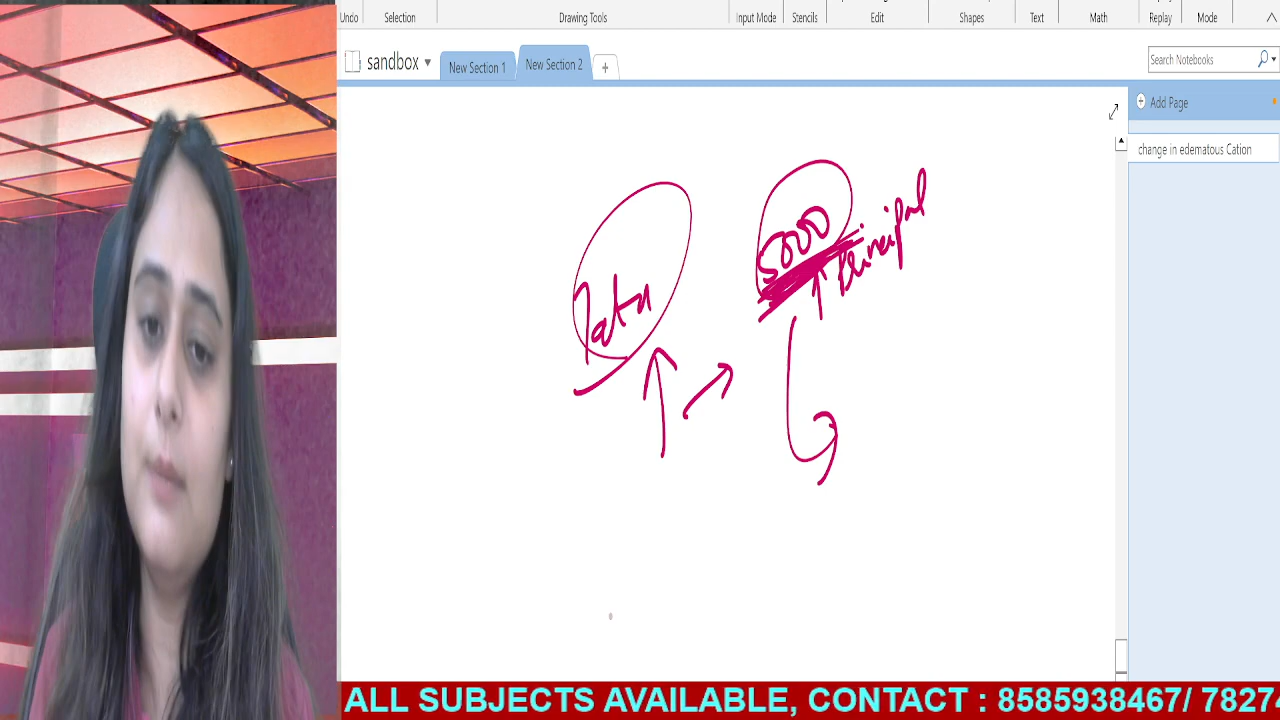 Undo
Selection
Drawing Tools
Input Mode
Stencils
Edit
Shapes
Text
Math
Replay
Mode
sandbox
New Section 1
New Section 2
Search Notebooks
Add Page
change in edematous Cation
5000
Principal
Tata
ALL SUBJECTS AVAILABLE, CONTACT : 8585938467/ 7827